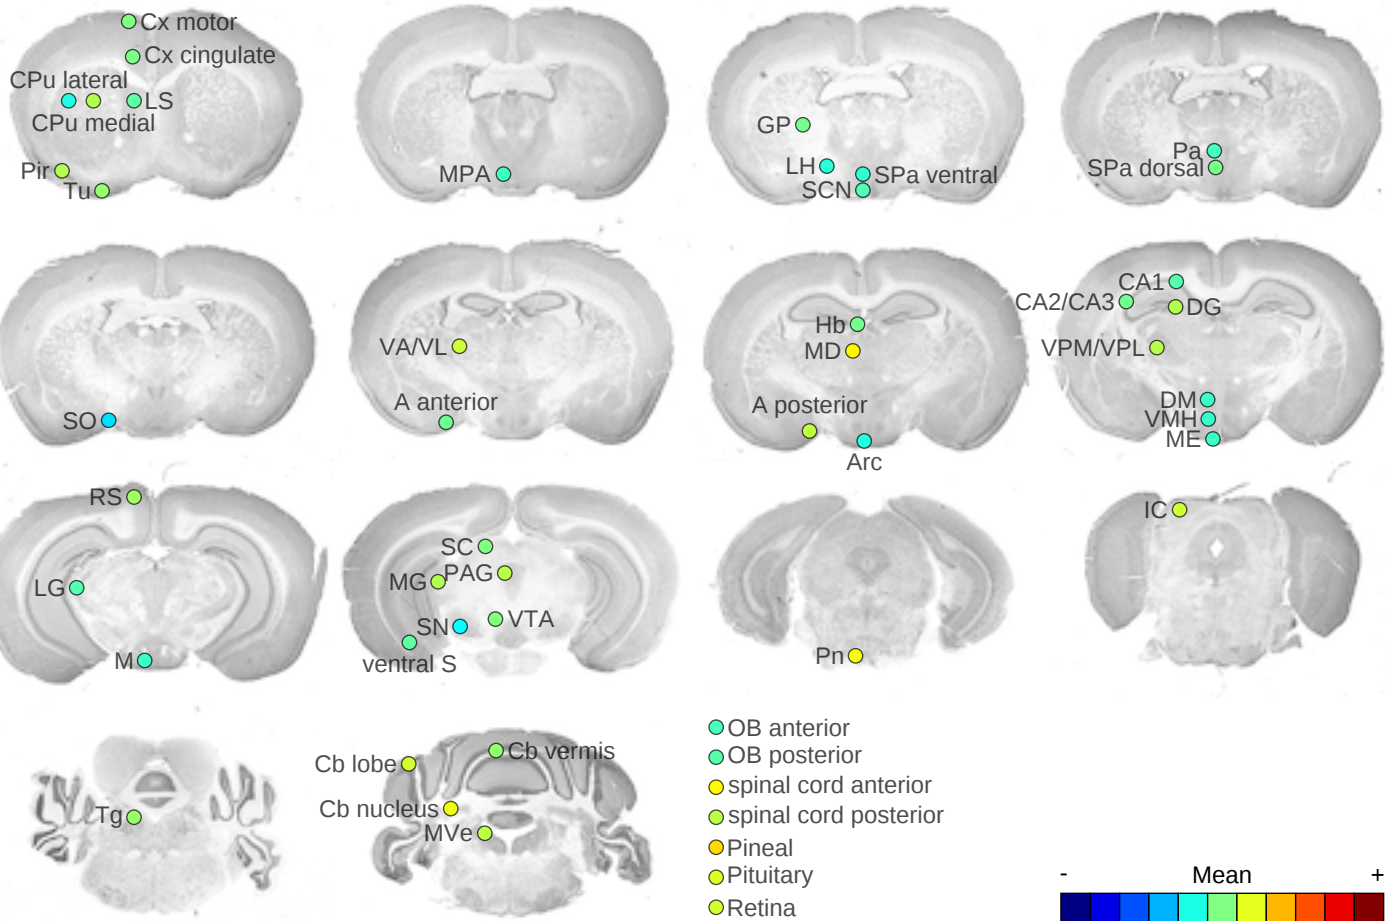 Cx motor
Cx cingulate
CPu lateral
LS
CPu medial
Pir
Tu
MPA
GP
LH
SPa ventral
SCN
Pa
SPa dorsal
SO
VA/VL
A anterior
Hb
MD
A posterior
Arc
CA1
CA2/CA3
DG
VPM/VPL
DM
VMH
ME
RS
LG
M
SC
MG
PAG
SN
VTA
ventral S
Pn
IC
Tg
Cb lobe
Cb vermis
Cb nucleus
MVe
OB anterior
OB posterior
spinal cord anterior
spinal cord posterior
Pineal
Pituitary
Retina
- Mean +